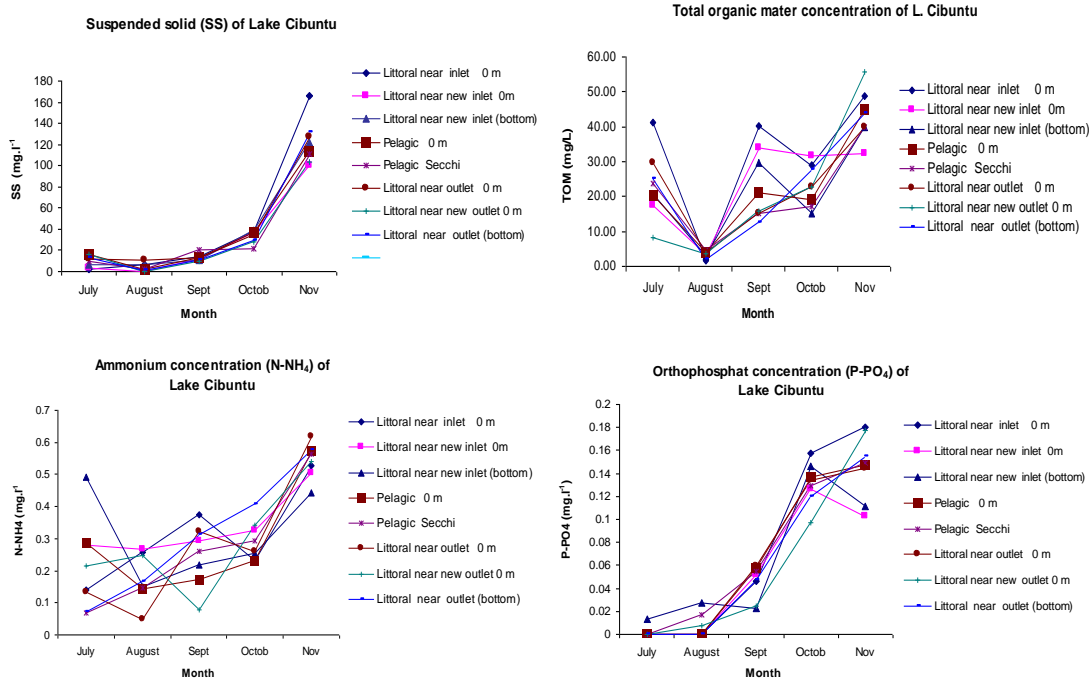 Suspended solid (SS) of Lake Cibuntu
SS (mg.l-1)
180
160
140
120
100
80
60
40
20
0
July August Sept Octob Nov
Month
Littoral near inlet 0 m
Littoral near new inlet 0m
Littoral near new inlet (bottom)
Pelagic 0 m
Pelagic Secchi
Littoral near outlet 0 m
Littoral near new outlet 0 m
Littoral near outlet (bottom)
Total organic mater concentration of L. Cibuntu
TOM (mg/L)
60.00
50.00
40.00
30.00
20.00
10.00
0.00
July August Sept Octob Nov
Month
Littoral near inlet 0 m
Littoral near new inlet 0m
Littoral near new inlet (bottom)
Pelagic 0 m
Pelagic Secchi
Littoral near outlet 0 m
Littoral near new outlet 0 m
Littoral near outlet (bottom)
Ammonium concentration (N-NH₄) of
Lake Cibuntu
N-NH4 (mg.l-1)
0.7
0.6
0.5
0.4
0.3
0.2
0.1
0
July August Sept Octob Nov
Month
Littoral near inlet 0 m
Littoral near new inlet 0m
Littoral near new inlet (bottom)
Pelagic 0 m
Pelagic Secchi
Littoral near outlet 0 m
Littoral near new outlet 0 m
Littoral near outlet (bottom)
Orthophosphat concentration (P-PO₄) of
Lake Cibuntu
P-PO4 (mg.l-1)
0.2
0.18
0.16
0.14
0.12
0.1
0.08
0.06
0.04
0.02
0
July August Sept Octob Nov
Month
Littoral near inlet 0 m
Littoral near new inlet 0m
Littoral near new inlet (bottom)
Pelagic 0 m
Pelagic Secchi
Littoral near outlet 0 m
Littoral near new outlet 0 m
Littoral near outlet (bottom)